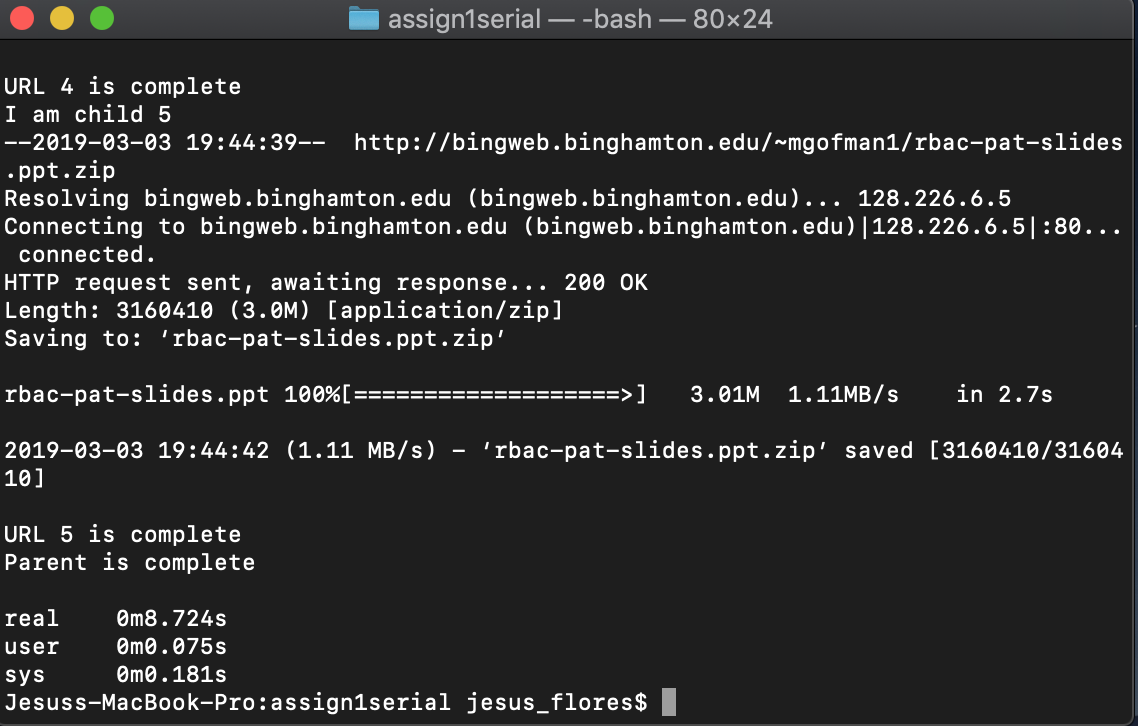 assign1serial — -bash — 80×24
URL 4 is complete
I am child 5
--2019-03-03 19:44:39--  http://bingweb.binghamton.edu/~mgofman1/rbac-pat-slides
.ppt.zip
Resolving bingweb.binghamton.edu (bingweb.binghamton.edu)... 128.226.6.5
Connecting to bingweb.binghamton.edu (bingweb.binghamton.edu)|128.226.6.5|:80...
 connected.
HTTP request sent, awaiting response... 200 OK
Length: 3160410 (3.0M) [application/zip]
Saving to: ‘rbac-pat-slides.ppt.zip’
rbac-pat-slides.ppt 100%[===================>]   3.01M  1.11MB/s    in 2.7s
2019-03-03 19:44:42 (1.11 MB/s) - ‘rbac-pat-slides.ppt.zip’ saved [3160410/31604
10]
URL 5 is complete
Parent is complete
real    0m8.724s
user    0m0.075s
sys     0m0.181s
Jesuss-MacBook-Pro:assign1serial jesus_flores$